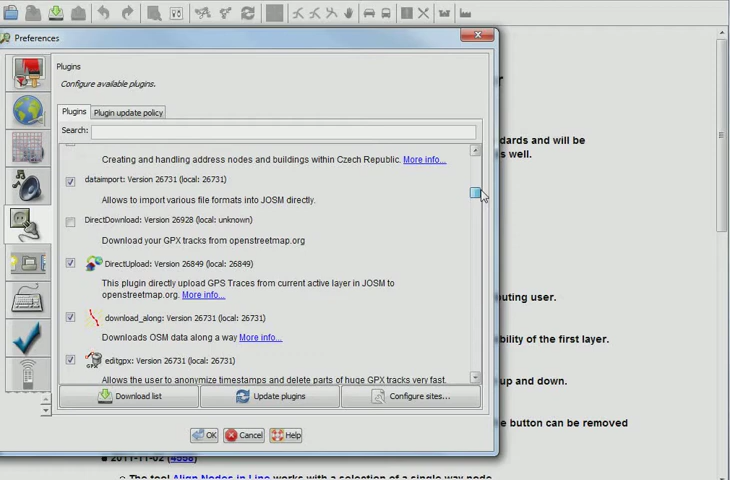 Preferences
Plugins
Configure available plugins.
Plugins
Plugin update policy
Search:
Creating and handling address nodes and buildings within Czech Republic. More info...
dataimport: Version 26731 (local: 26731)
Allows to import various file formats into JOSM directly.
DirectDownload: Version 26928 (local: unknown)
Download your GPX tracks from openstreetmap.org
DirectUpload: Version 26849 (local: 26849)
This plugin directly upload GPS Traces from current active layer in JOSM to
openstreetmap.org. More info...
download_along: Version 26731 (local: 26731)
Downloads OSM data along a way More info...
GPX
editgpx: Version 26731 (local: 26731)
Allows the user to anonymize timestamps and delete parts of huge GPX tracks very fast.
Download list
Update plugins
Configure sites...
OK
Cancel
Help
dards and will be
s well.
uting user.
bility of the first layer.
up and down.
e button can be removed
2011-11-02 (4558)
The tool Align Nodes in Line works with a selection of a single way node